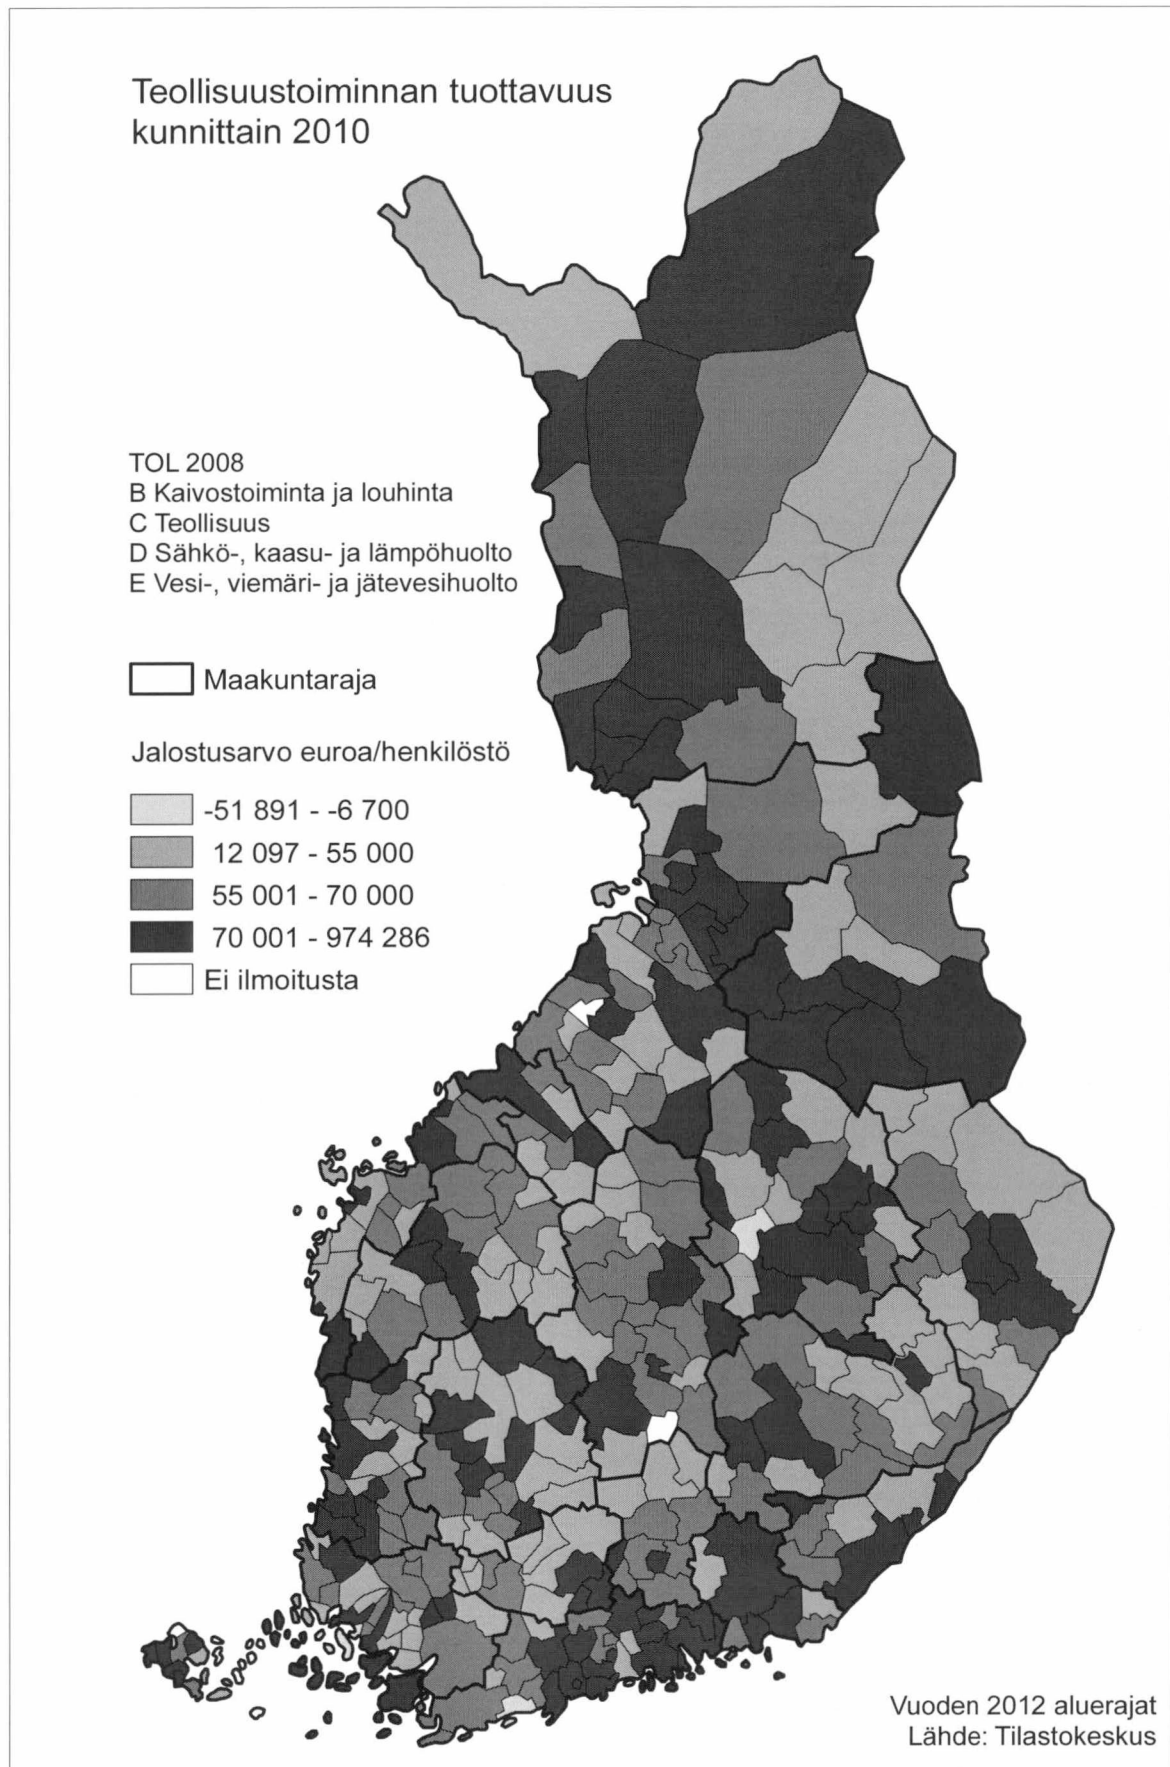 Teollisuustoiminnan tuottavuus
kunnittain 2010
TOL 2008
B Kaivostoiminta ja louhinta
C Teollisuus
D Sähkö-, kaasu- ja lämpöhuolto
E Vesi-, viemäri- ja jätevesihuolto
Maakuntaraja
Jalostusarvo euroa/henkilöstö
-51 891 - -6 700
12 097 - 55 000
55 001 - 70 000
70 001 - 974 286
Ei ilmoitusta
Vuoden 2012 aluerajat
Lähde: Tilastokeskus